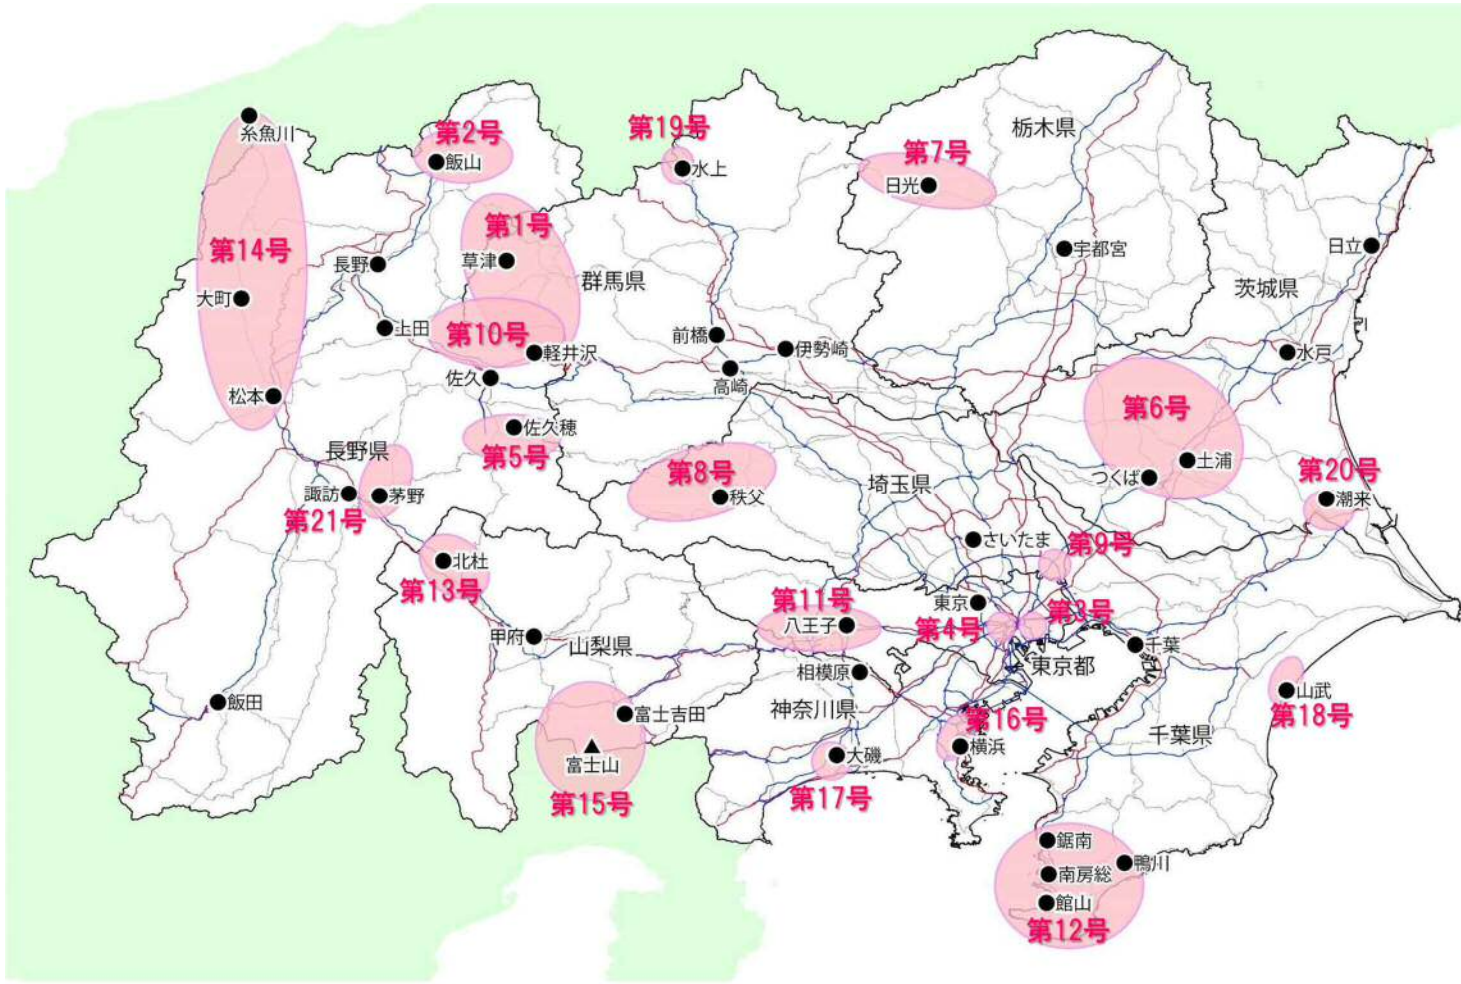 糸魚川
第2号
飯山
第19号
水上
第7号
日光
栃木県
第14号
第1号
草津
群馬県
長野
宇都宮
日立
茨城県
大町
上田
第10号
軽井沢
前橋
伊勢崎
高崎
水戸
松本
佐久
佐久穂
第5号
第6号
土浦
つくば
長野県
諏訪
茅野
第21号
第8号
秩父
埼玉県
第20号
潮来
さいたま
第9号
北杜
第13号
第11号
八王子
東京
第4号
第3号
東京都
千葉
甲府
山梨県
相模原
神奈川県
飯田
富士吉田
富士山
第15号
第16号
横浜
大磯
第17号
山武
第18号
千葉県
鋸南
鴨川
南房総
館山
第12号